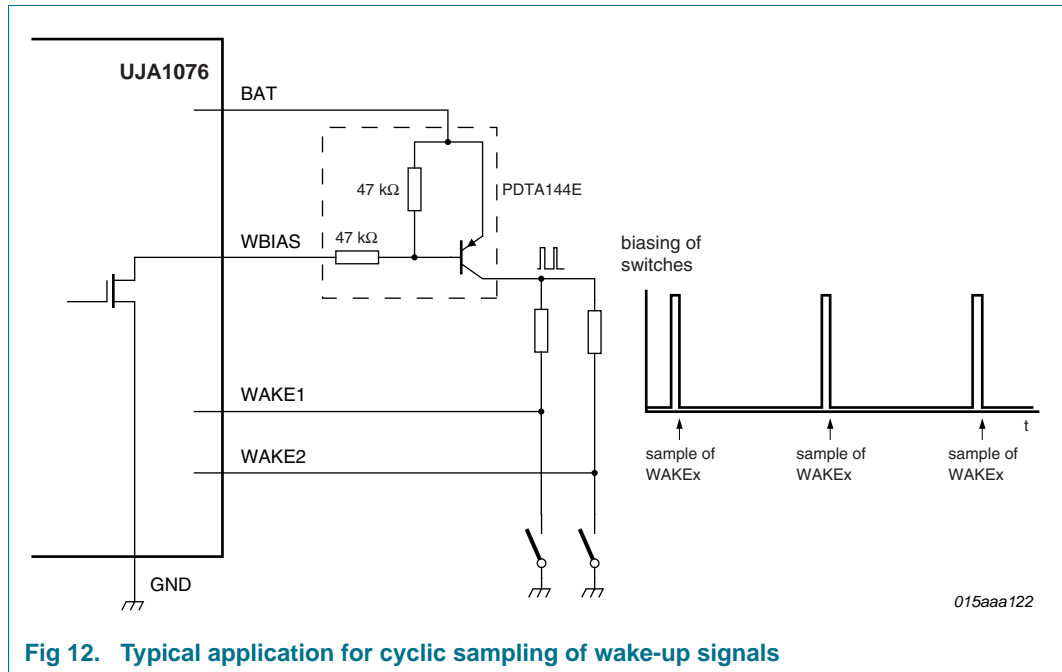 UJA1076
BAT
47 kΩ
PDTA144E
WBIAS
47 kΩ
biasing of
switches
WAKE1
WAKE2
t
sample of
WAKEx
sample of
WAKEx
sample of
WAKEx
GND
015aaa122
Fig 12. Typical application for cyclic sampling of wake-up signals